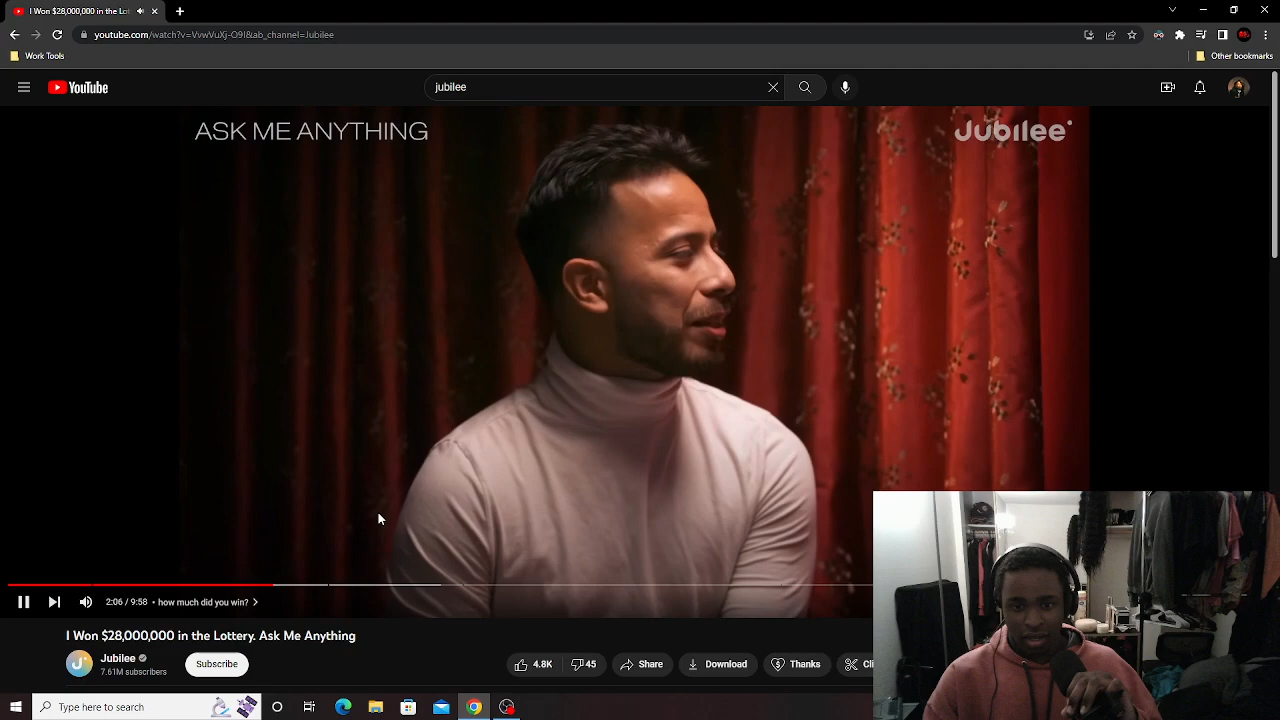 I Won $28,000,000 in the Lotter
youtube.com/watch?v=VvwVuXj-O9I&ab_channel=Jubilee
Work Tools
Other bookmarks
YouTube
jubilee
ASK ME ANYTHING
Jubilee
2:06 / 9:58 • how much did you win?
I Won $28,000,000 in the Lottery. Ask Me Anything
Jubilee
7.61M subscribers
Subscribe
4.8K
45
Share
Download
Thanks
Cli
Type here to search